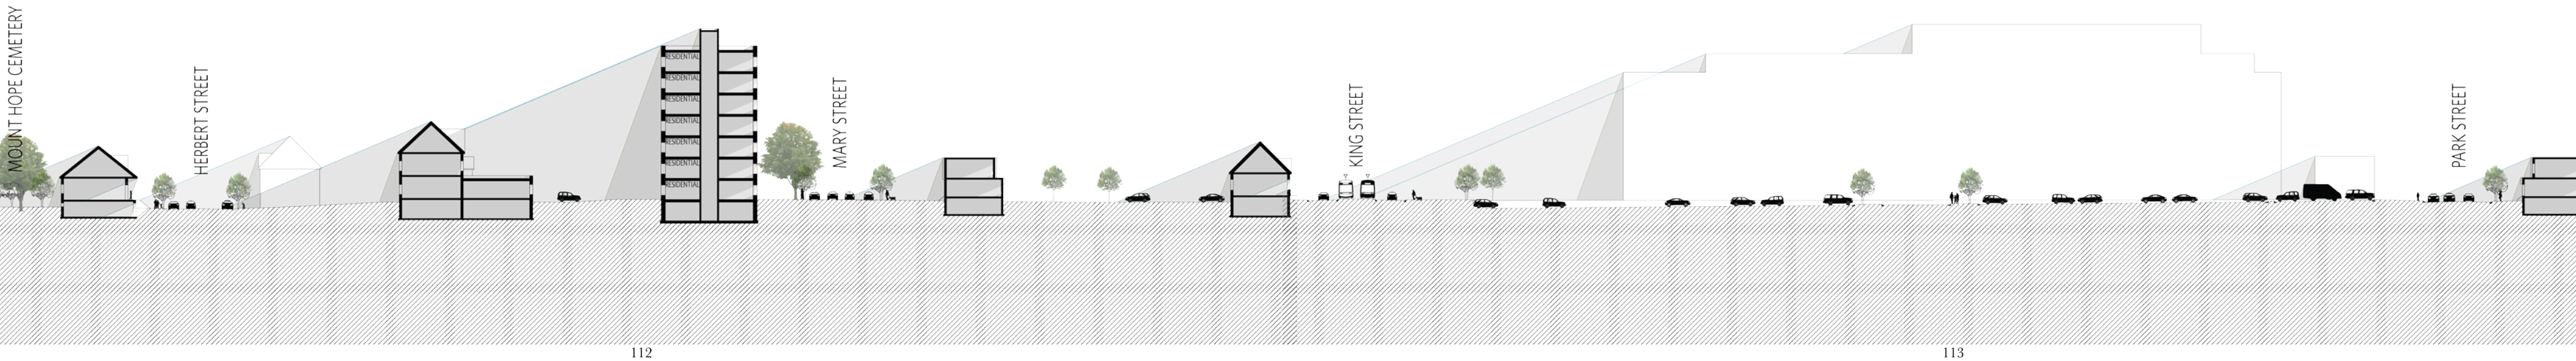 MOUNT HOPE CEMETERY
HERBERT STREET
RESIDENTIAL
RESIDENTIAL
RESIDENTIAL
RESIDENTIAL
RESIDENTIAL
RESIDENTIAL
RESIDENTIAL
MARY STREET
KING STREET
PARK STREET
112
113